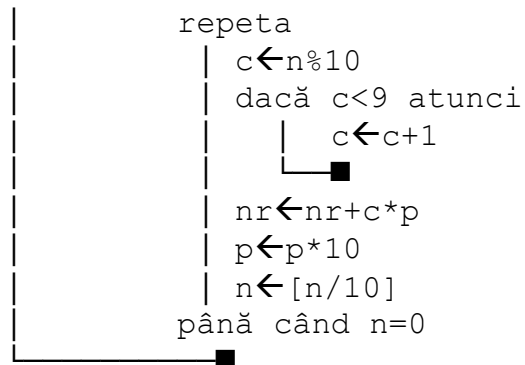 repeta
c←n%10
dacă c<9 atunci
c←c+1
■
nr←nr+c*p
p←p*10
n←[n/10]
până când n=0
■